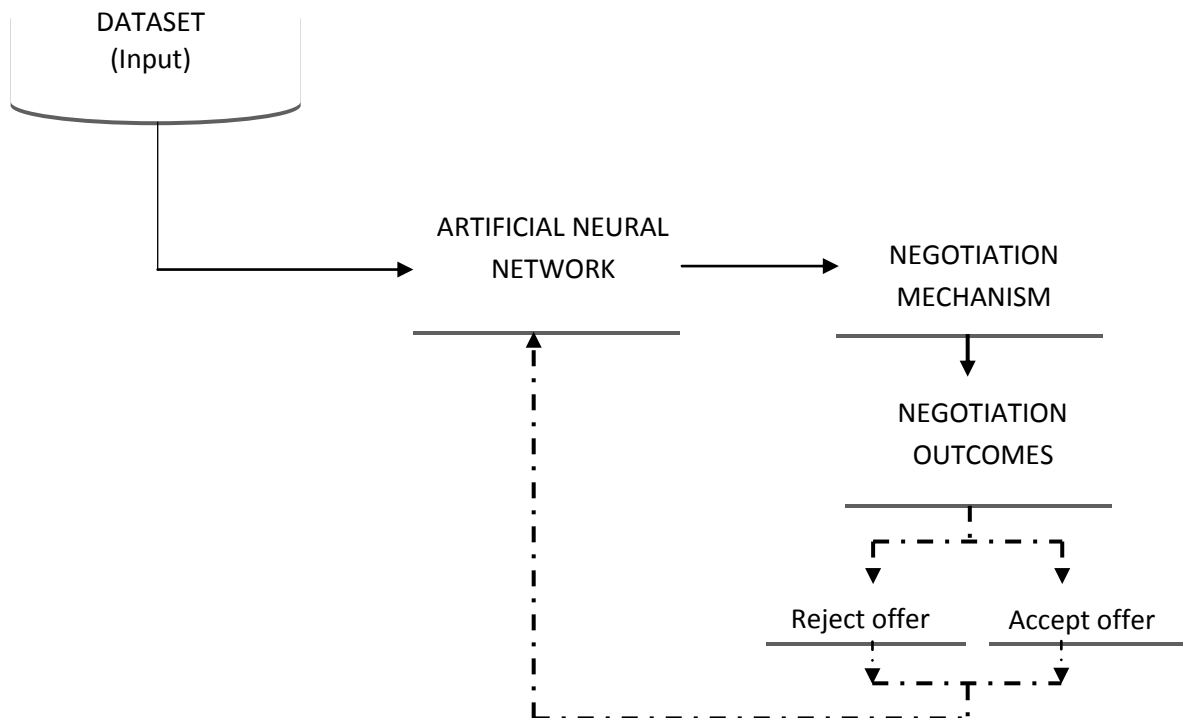 DATASET
(Input)
ARTIFICIAL NEURAL
NETWORK
NEGOTIATION
MECHANISM
NEGOTIATION
OUTCOMES
Reject offer
Accept offer